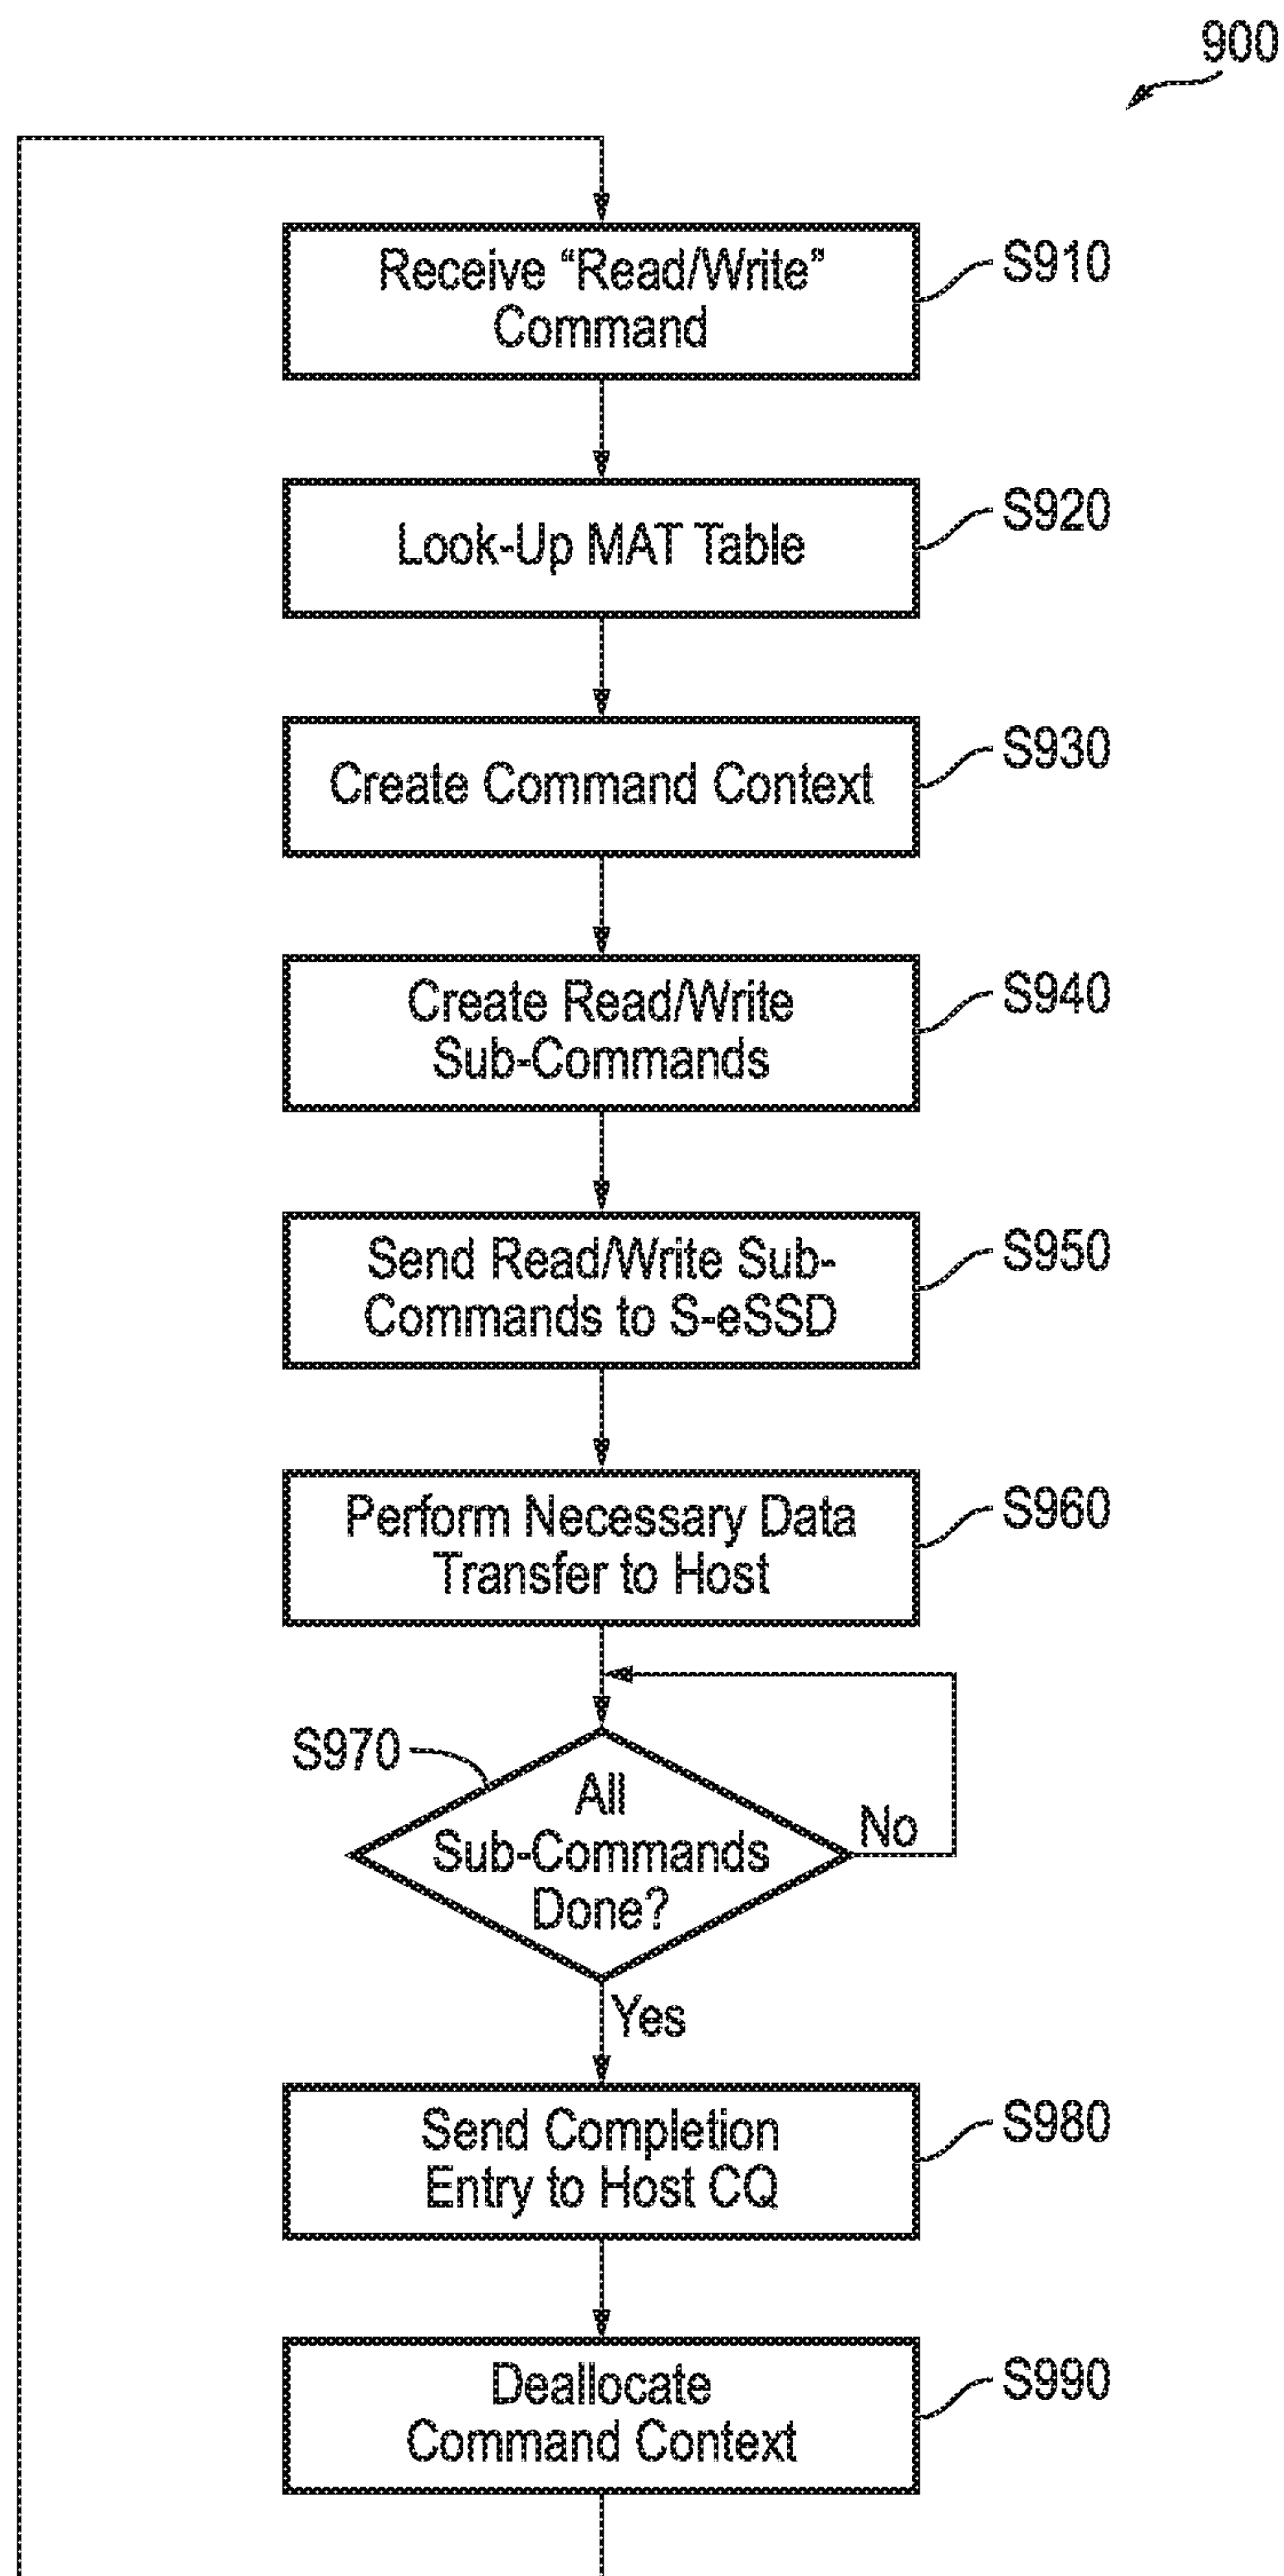 900
Receive “Read/Write”
Command
S910
Look-Up MAT Table
S920
Create Command Context
S930
Create Read/Write
Sub-Commands
S940
Send Read/Write Sub-
Commands to S-eSSD
S950
Perform Necessary Data
Transfer to Host
S960
S970
All
Sub-Commands
Done?
No
Yes
Send Completion
Entry to Host CQ
S980
Deallocate
Command Context
S990